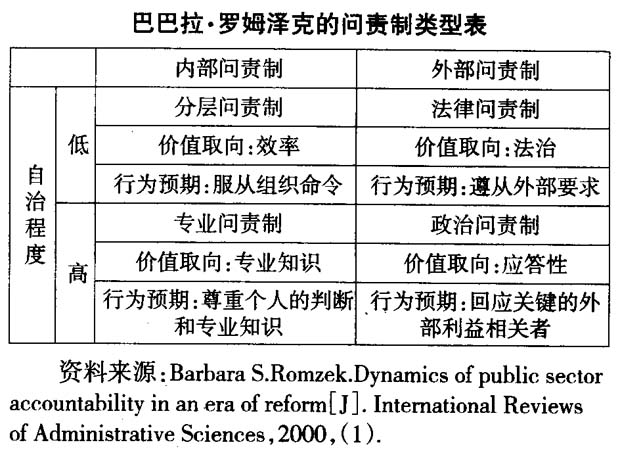 巴巴拉·罗姆泽克的问责制类型表
内部问责制 外部问责制
自治程度
低
分层问责制 法律问责制
价值取向:效率 价值取向:法治
行为预期:服从组织命令 行为预期:遵从外部要求
高
专业问责制 政治问责制
价值取向:专业知识 价值取向:应答性
行为预期:尊重个人的判断 行为预期:回应关键的外
和专业知识 部利益相关者
资料来源:Barbara S.Romzek.Dynamics of public sector
accountability in an era of reform[J]. International Reviews
of Administrative Sciences,2000,(1).